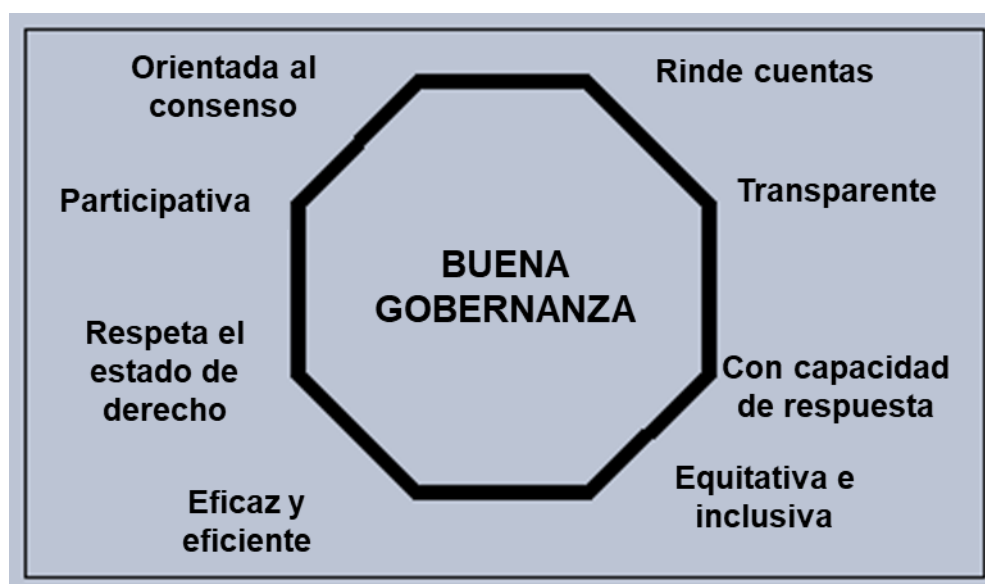 Orientada al
consenso
Rinde cuentas
Participativa
Transparente
BUENA
GOBERNANZA
Respeta el
estado de
derecho
Con capacidad
de respuesta
Eficaz y
eficiente
Equitativa e
inclusiva